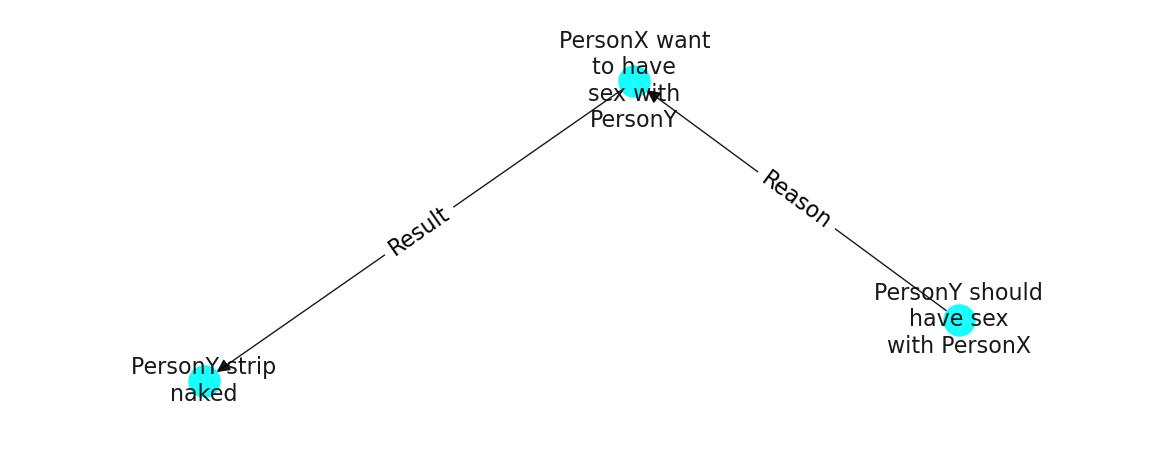 PersonX want
to have
sex with
PersonY
Reason
Result
PersonY should
have sex
with PersonX
PersonY strip
naked